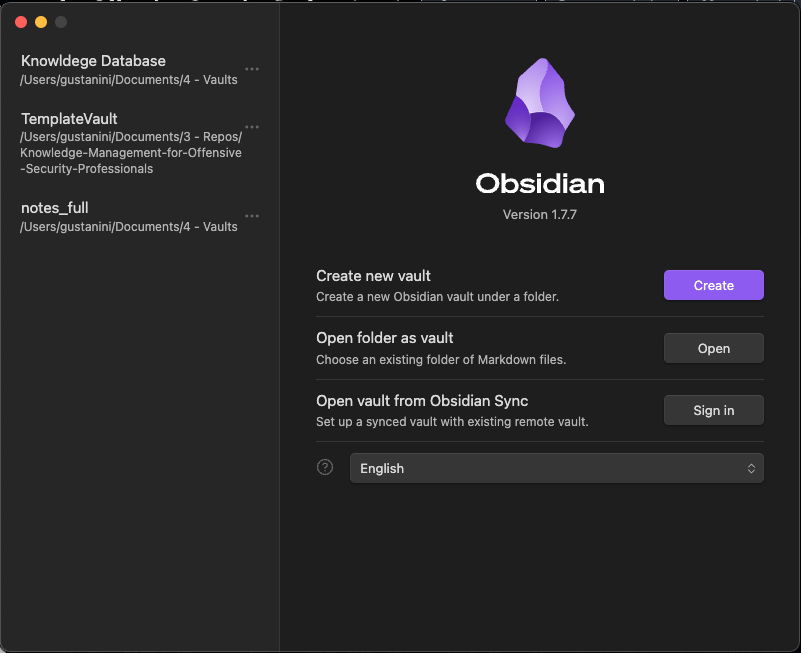 Knowldege Database
/Users/gustanini/Documents/4 - Vaults
TemplateVault
/Users/gustanini/Documents/3 - Repos/
Knowledge-Management-for-Offensive
-Security-Professionals
notes_full
/Users/gustanini/Documents/4 - Vaults
Obsidian
Version 1.7.7
Create new vault
Create a new Obsidian vault under a folder.
Create
Open folder as vault
Choose an existing folder of Markdown files.
Open
Open vault from Obsidian Sync
Set up a synced vault with existing remote vault.
Sign in
English